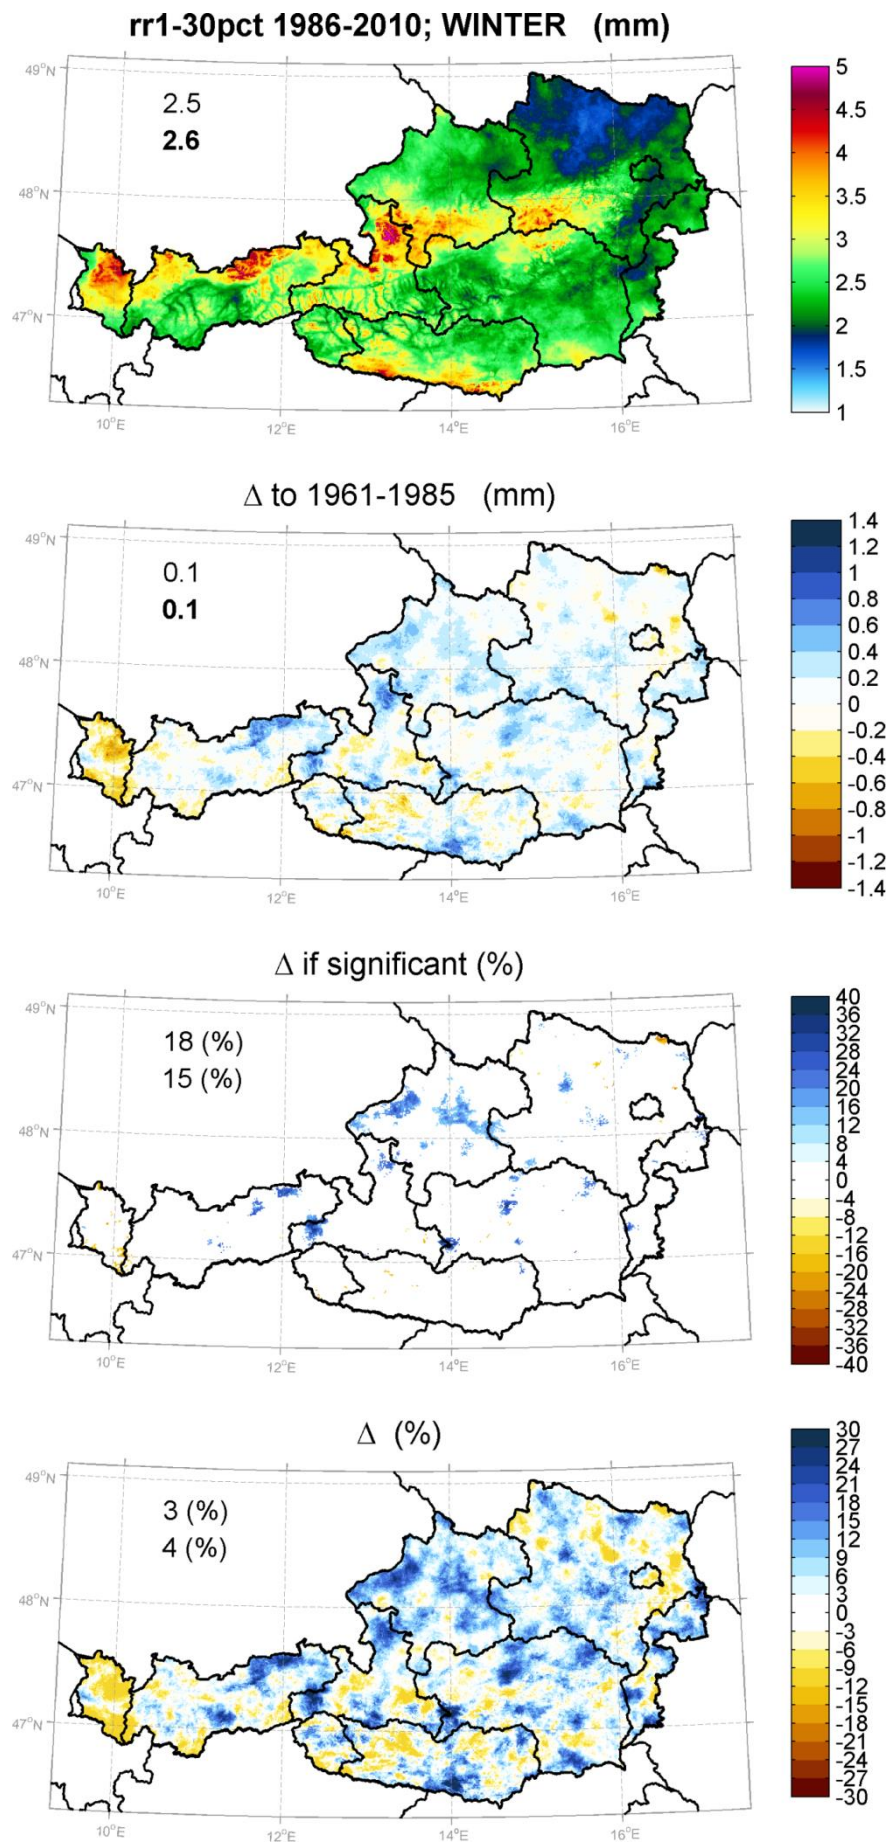 rr1-30pct 1986-2010; WINTER (mm)
49°N
48°N
47°N
10°E
12°E
14°E
16°E
2.5
2.6
5
4.5
4
3.5
3
2.5
2
1.5
1
Δ to 1961-1985 (mm)
49°N
48°N
47°N
10°E
12°E
14°E
16°E
0.1
0.1
1.4
1.2
1
0.8
0.6
0.4
0.2
0
-0.2
-0.4
-0.6
-0.8
-1
-1.2
-1.4
Δ if significant (%)
49°N
48°N
47°N
10°E
12°E
14°E
16°E
18 (%)
15 (%)
40
36
32
28
24
20
16
12
8
4
0
-4
-8
-12
-16
-20
-24
-28
-32
-36
-40
Δ (%)
49°N
48°N
47°N
10°E
12°E
14°E
16°E
3 (%)
4 (%)
30
27
24
21
18
15
12
9
6
3
0
-3
-6
-9
-12
-15
-18
-21
-24
-27
-30